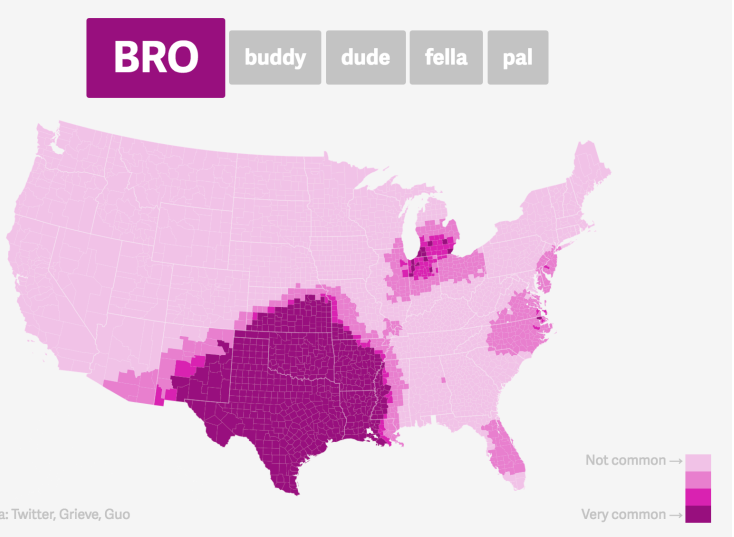 BRO buddy dude fella pal
Not common →
Very common →
a: Twitter, Grieve, Guo